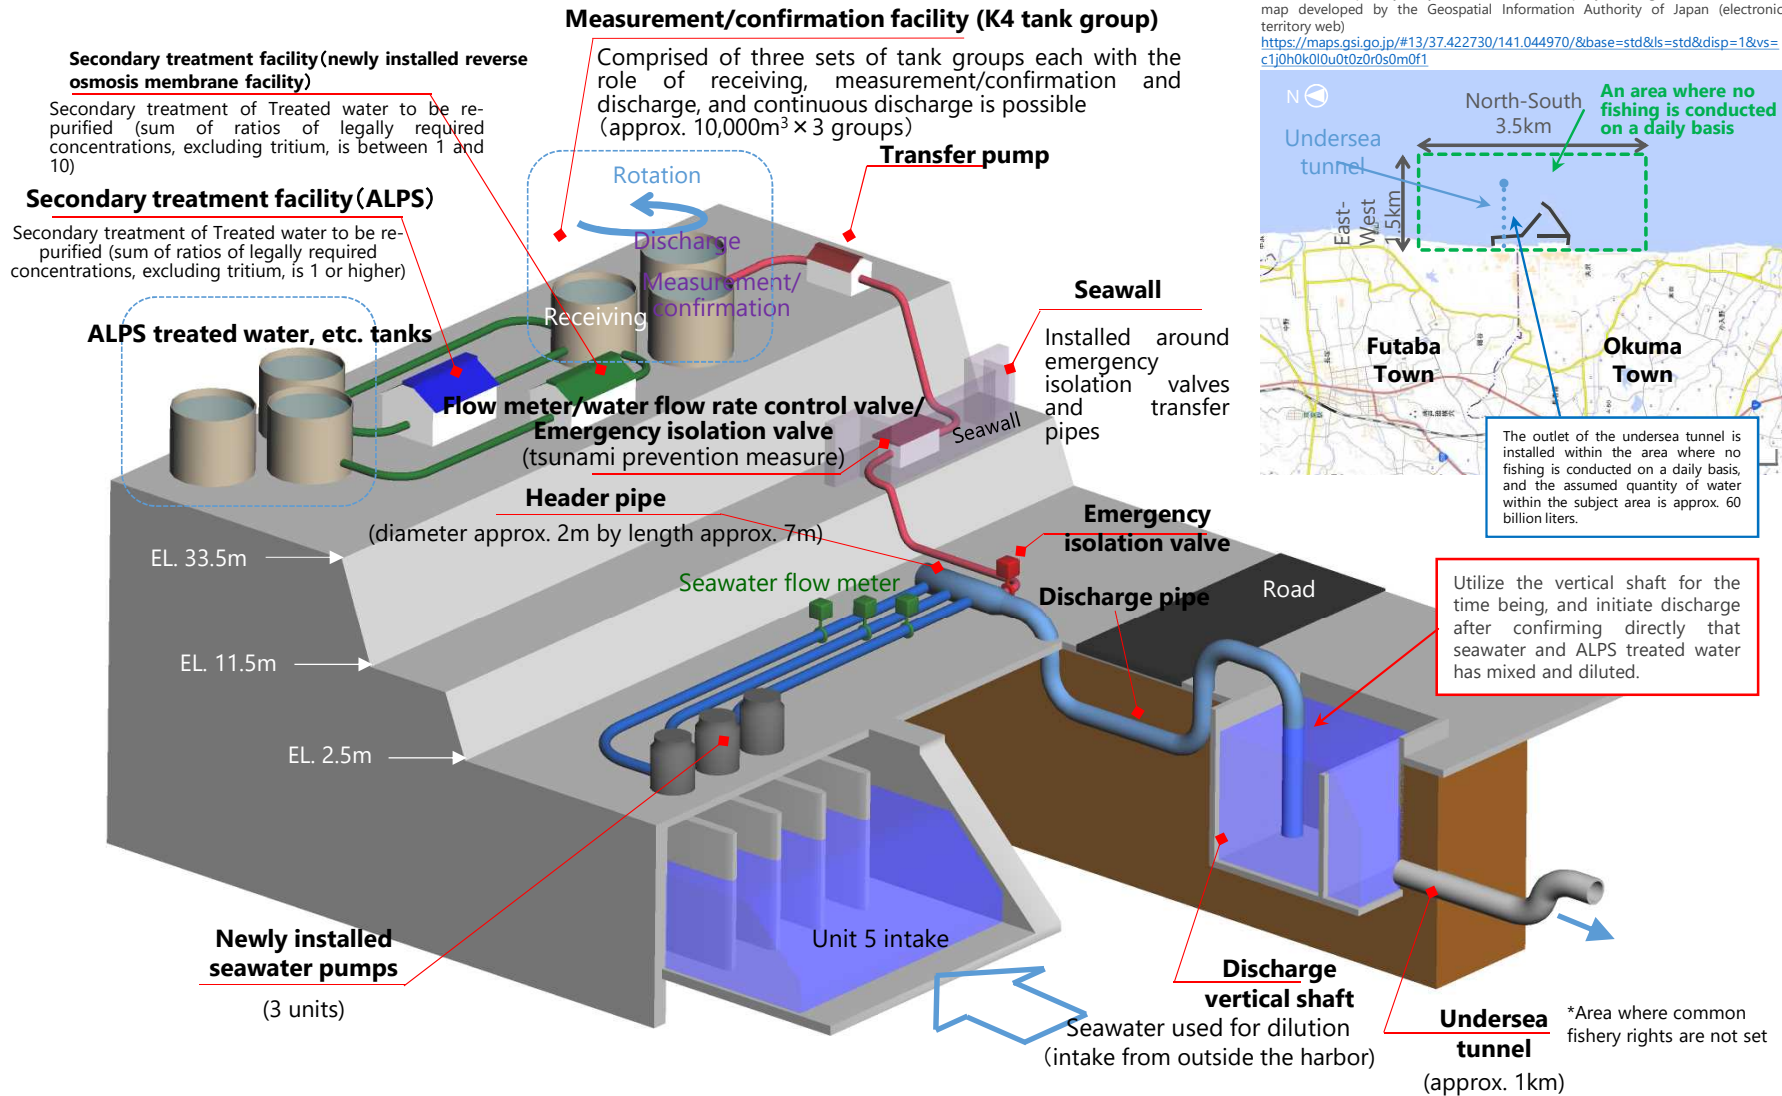 Measurement/confirmation facility (K4 tank group)
Comprised of three sets of tank groups each with the
role of receiving, measurement/confirmation and
discharge, and continuous discharge is possible
(approx. 10,000m³ × 3 groups)
Secondary treatment facility (newly installed reverse
osmosis membrane facility)
Secondary treatment of Treated water to be re-
purified (sum of ratios of legally required
concentrations, excluding tritium, is between 1 and
10)
Secondary treatment facility (ALPS)
Secondary treatment of Treated water to be re-
purified (sum of ratios of legally required
concentrations, excluding tritium, is 1 or higher)
ALPS treated water, etc. tanks
Rotation
Discharge
Measurement/
confirmation
Receiving
Transfer pump
Seawall
Installed around
emergency
isolation valves
and transfer
pipes
Seawall
Flow meter/water flow rate control valve/
Emergency isolation valve
(tsunami prevention measure)
Header pipe
(diameter approx. 2m by length approx. 7m)
Seawater flow meter
Emergency
isolation valve
Discharge pipe
Road
EL. 33.5m
EL. 11.5m
EL. 2.5m
Newly installed
seawater pumps
(3 units)
Unit 5 intake
Seawater used for dilution
(intake from outside the harbor)
Discharge
vertical shaft
Undersea
tunnel
(approx. 1km)
*Area where common
fishery rights are not set
Utilize the vertical shaft for the
time being, and initiate discharge
after confirming directly that
seawater and ALPS treated water
has mixed and diluted.
map developed by the Geospatial Information Authority of Japan (electronic
territory web)
https://maps.gsi.go.jp/#13/37.422730/141.044970/&base=std&ls=std&disp=1&vs=
c1j0h0k0l0u0t0z0r0s0m0f1
N
North-South
3.5km
An area where no
fishing is conducted
on a daily basis
Undersea
tunnel
East-
West
1.5km
Futaba
Town
Okuma
Town
The outlet of the undersea tunnel is
installed within the area where no
fishing is conducted on a daily basis,
and the assumed quantity of water
within the subject area is approx. 60
billion liters.